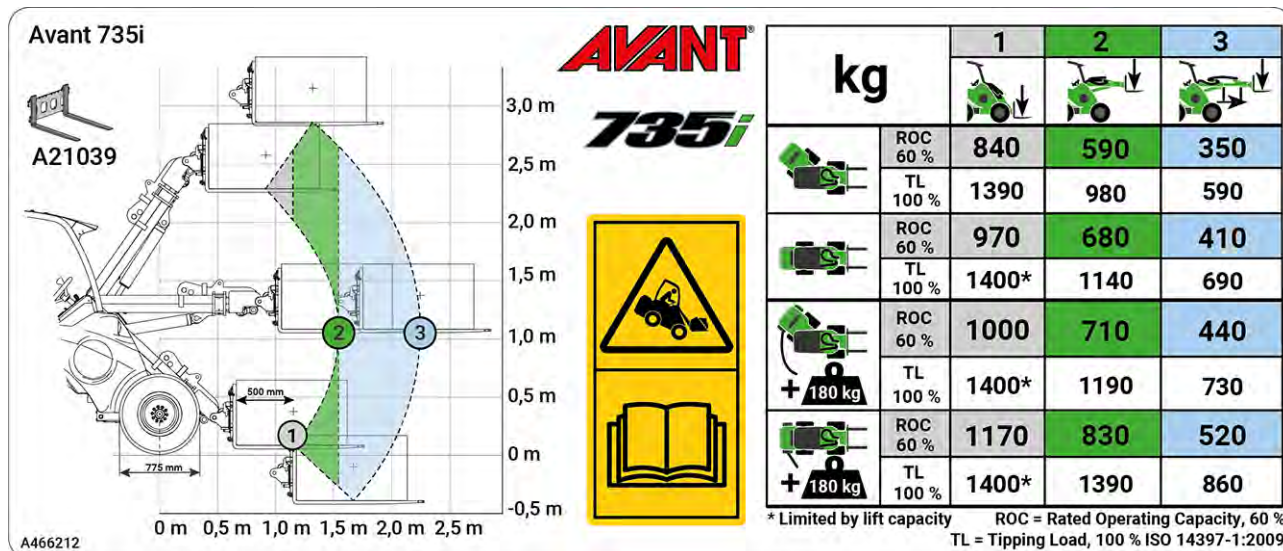 Avant 735i
A21039
3,0 m
2,5 m
2,0 m
1,5 m
1,0 m
0,5 m
0 m
-0,5 m
500 mm
775 mm
1
2
3
0 m 0,5 m 1,0 m 1,5 m 2,0 m 2,5 m
A466212
AVANT®
735i
kg 1 2 3
ROC 60 % 840 590 350
TL 100 % 1390 980 590
ROC 60 % 970 680 410
TL 100 % 1400* 1140 690
ROC 60 % 1000 710 440
+ 180 kg TL 100 % 1400* 1190 730
ROC 60 % 1170 830 520
+ 180 kg TL 100 % 1400* 1390 860
* Limited by lift capacity ROC = Rated Operating Capacity, 60 %
TL = Tipping Load, 100 % ISO 14397-1:2009